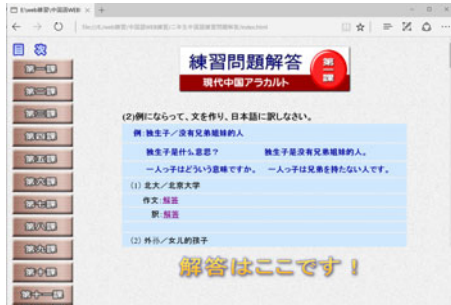 練習問題解答
第一課
現代中国アラカルト
第一課
第二課
第三課
第四課
第五課
第六課
第七課
第八課
第九課
第十課
第十一課
(2)例にならって、文を作り、日本語に訳しなさい。
例:独生子／没有兄弟姐妹的人
独生子是什么意思？ 独生子是没有兄弟姐妹的人。
一人っ子はどういう意味ですか。 一人っ子は兄弟を持たない人です。
(1) 北大／北京大学
作文:解答
訳:解答
(2) 外孙／女儿的孩子
解答はここです！